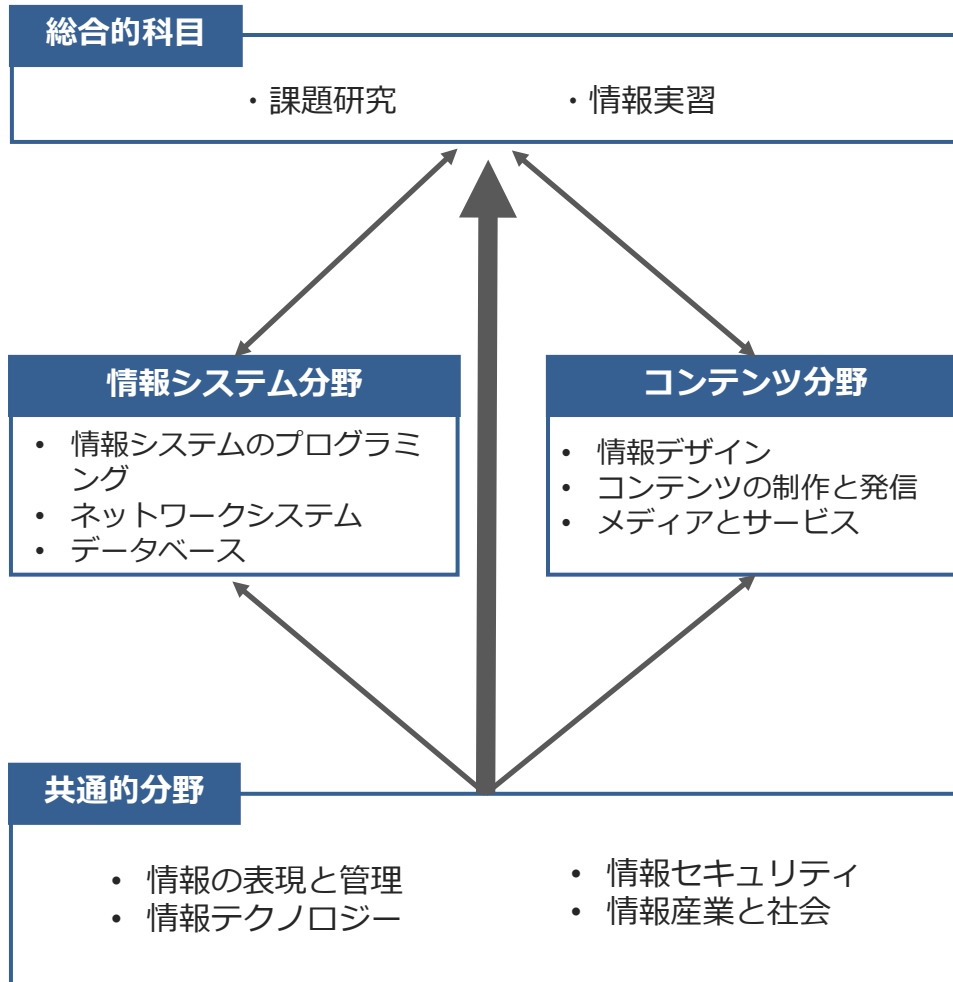 総合的科目
・課題研究
・情報実習
情報システム分野
• 情報システムのプログラミ
ング
• ネットワークシステム
• データベース
コンテンツ分野
• 情報デザイン
• コンテンツの制作と発信
• メディアとサービス
共通的分野
• 情報の表現と管理
• 情報テクノロジー
• 情報セキュリティ
• 情報産業と社会